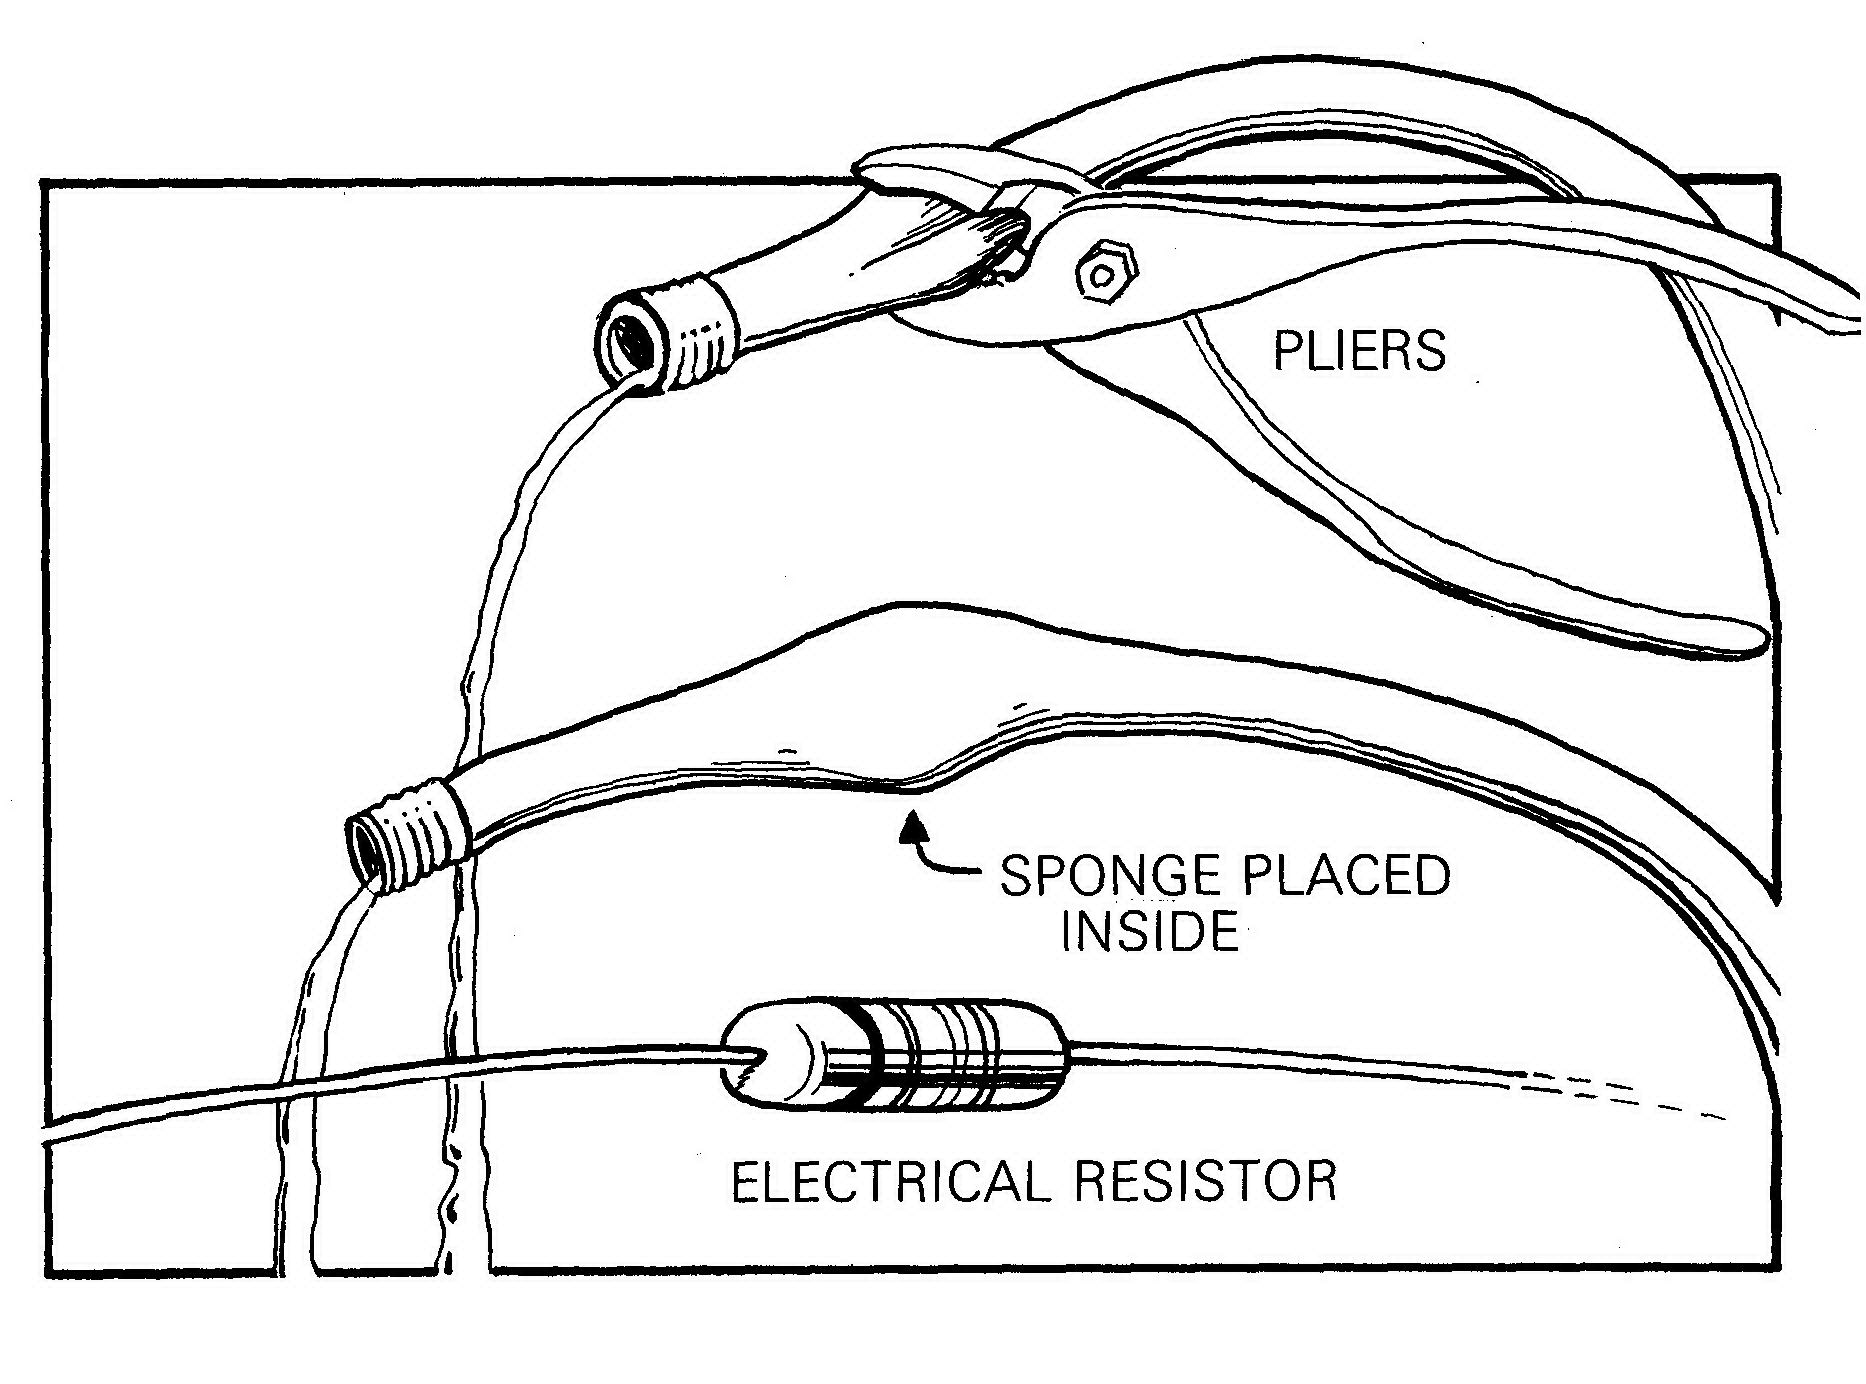 PLIERS
SPONGE PLACED
INSIDE
ELECTRICAL RESISTOR